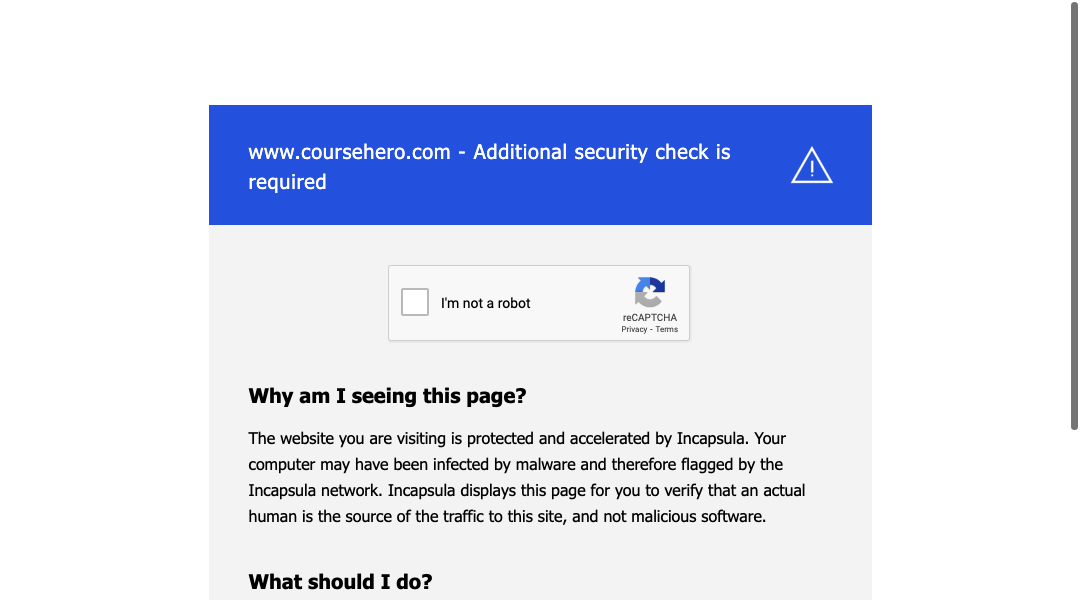 www.coursehero.com - Additional security check is
required
I'm not a robot
reCAPTCHA
Privacy - Terms
Why am I seeing this page?
The website you are visiting is protected and accelerated by Incapsula. Your
computer may have been infected by malware and therefore flagged by the
Incapsula network. Incapsula displays this page for you to verify that an actual
human is the source of the traffic to this site, and not malicious software.
What should I do?